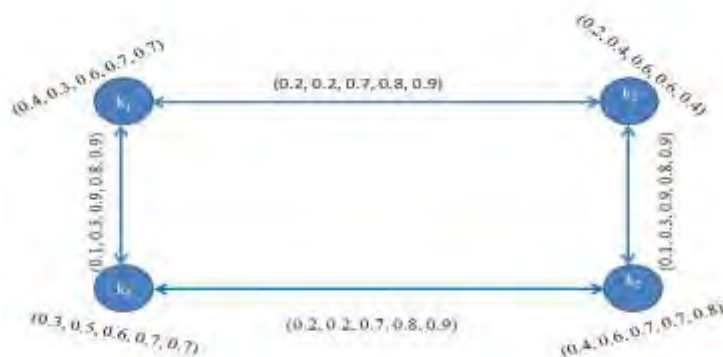 (0.4, 0.3, 0.6, 0.7, 0.7)
(0.2, 0.2, 0.7, 0.8, 0.9)
(0.2, 0.4, 0.6, 0.6, 0.4)
k₁
(0.1, 0.3, 0.9, 0.8, 0.9)
(0.1, 0.3, 0.9, 0.8, 0.9)
(0.3, 0.5, 0.6, 0.7, 0.7)
(0.2, 0.2, 0.7, 0.8, 0.9)
(0.4, 0.6, 0.7, 0.7, 0.8)